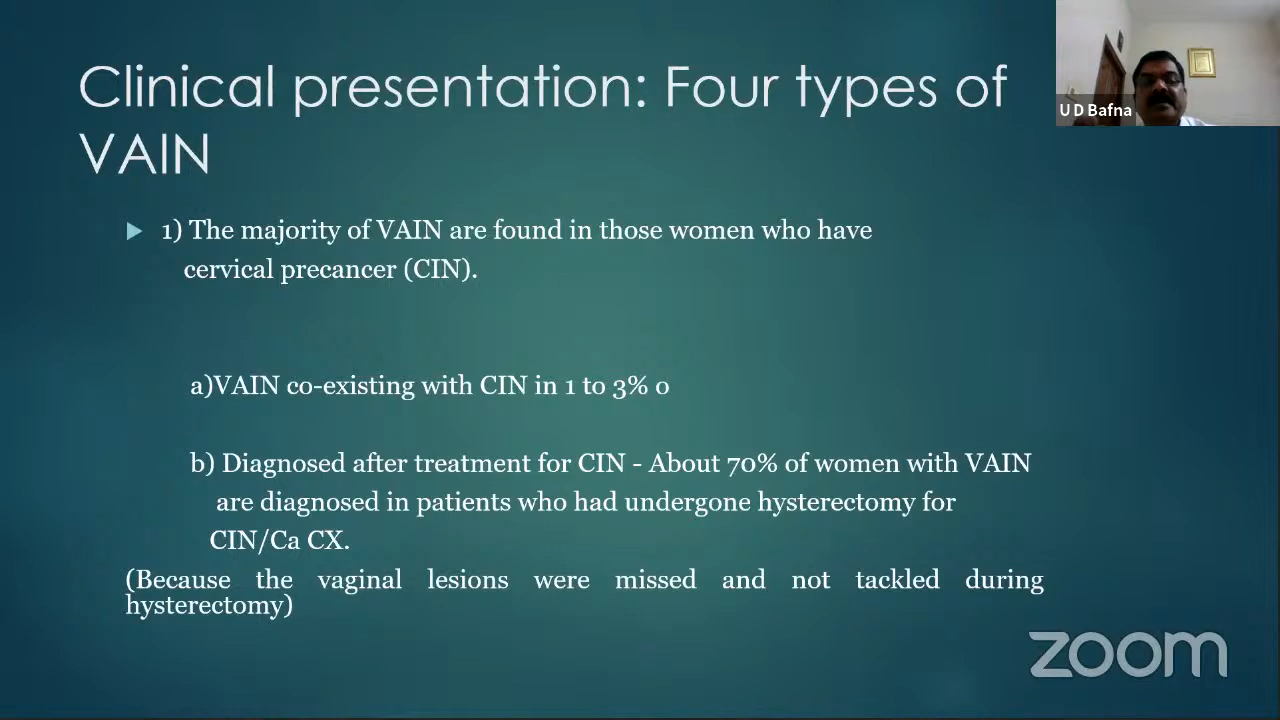 Clinical presentation: Four types of
VAIN
U D Bafna
1) The majority of VAIN are found in those women who have
cervical precancer (CIN).
a)VAIN co-existing with CIN in 1 to 3% o
b) Diagnosed after treatment for CIN - About 70% of women with VAIN
are diagnosed in patients who had undergone hysterectomy for
CIN/Ca CX.
(Because the vaginal lesions were missed and not tackled during
hysterectomy)
zoom